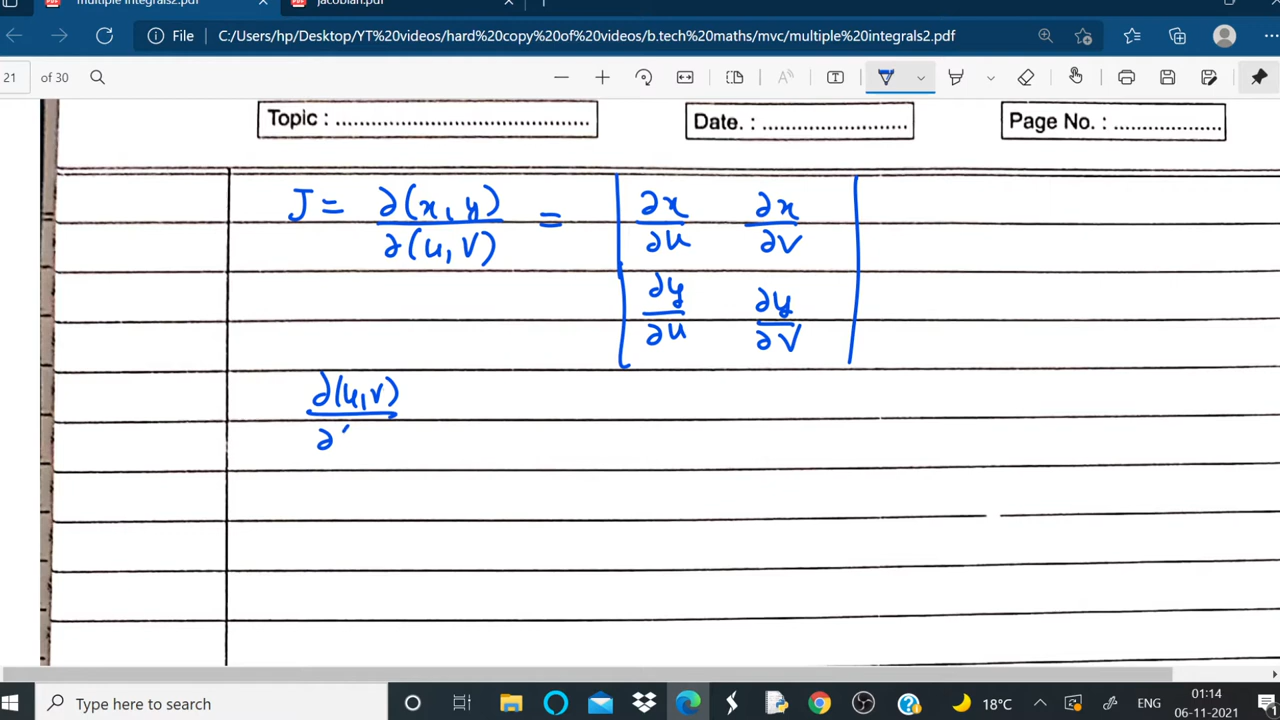 multiple integrals2.pdf
jacobian.pdf
File C:/Users/hp/Desktop/YT%20videos/hard%20copy%20of%20videos/b.tech%20maths/mvc/multiple%20integrals2.pdf
21 of 30
Topic : ................................................ Date. : ........................... Page No. : ....................
J = ∂(x, y)/∂(u, v) = | ∂x/∂u ∂x/∂v |
| ∂y/∂u ∂y/∂v |
∂(u, v)
∂
Type here to search
18°C
ENG
01:14
06-11-2021